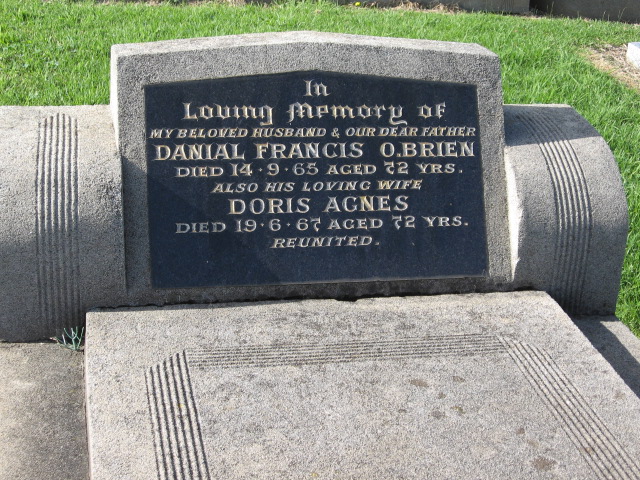 In
Loving Memory of
MY BELOVED HUSBAND & OUR DEAR FATHER
DANIAL FRANCIS O.BRIEN
DIED 14·9·65 AGED 72 YRS.
ALSO HIS LOVING WIFE
DORIS AGNES
DIED 19·6·67 AGED 72 YRS.
REUNITED.